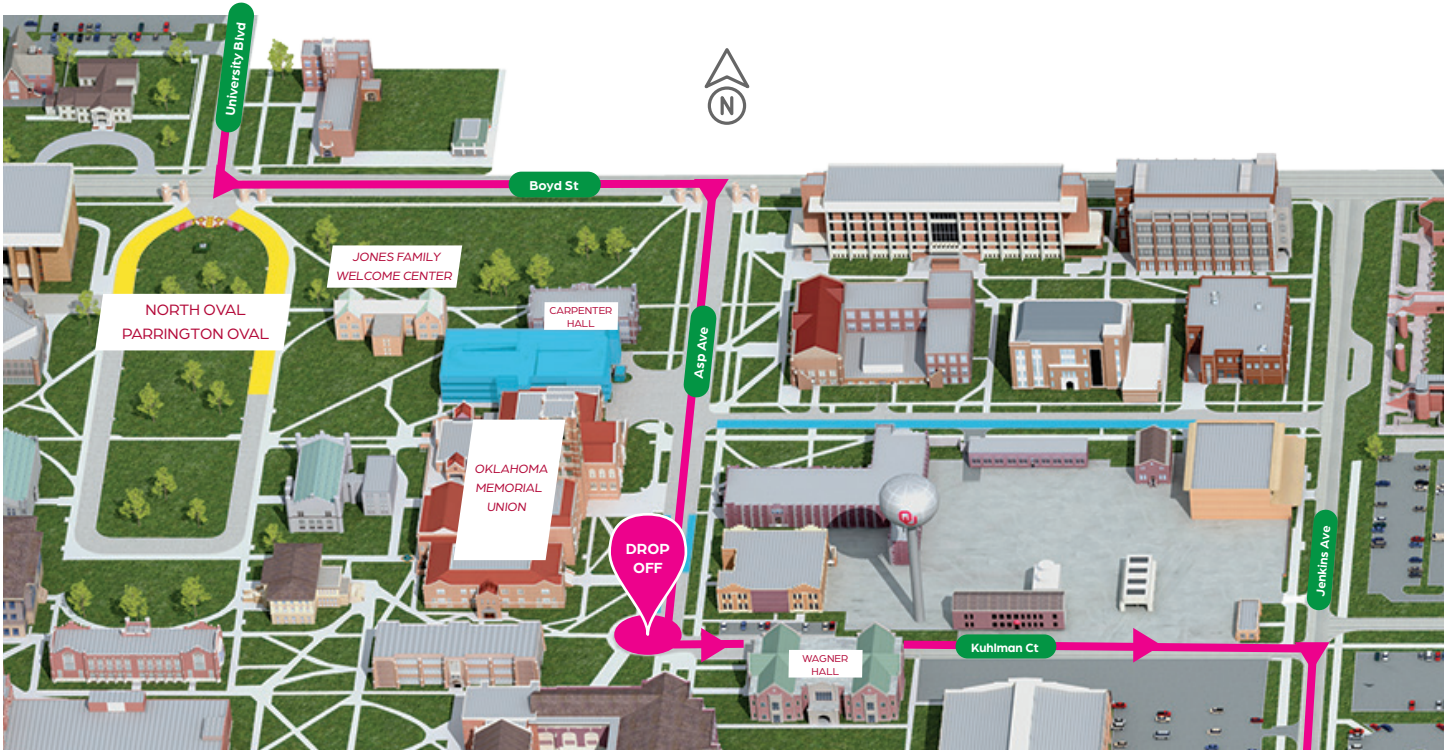 University Blvd
N
Boyd St
JONES FAMILY
WELCOME CENTER
NORTH OVAL
PARRINGTON OVAL
CARPENTER
HALL
Asp Ave
OKLAHOMA
MEMORIAL
UNION
OU
DROP
OFF
Jenkins Ave
Kuhlman Ct
WAGNER
HALL